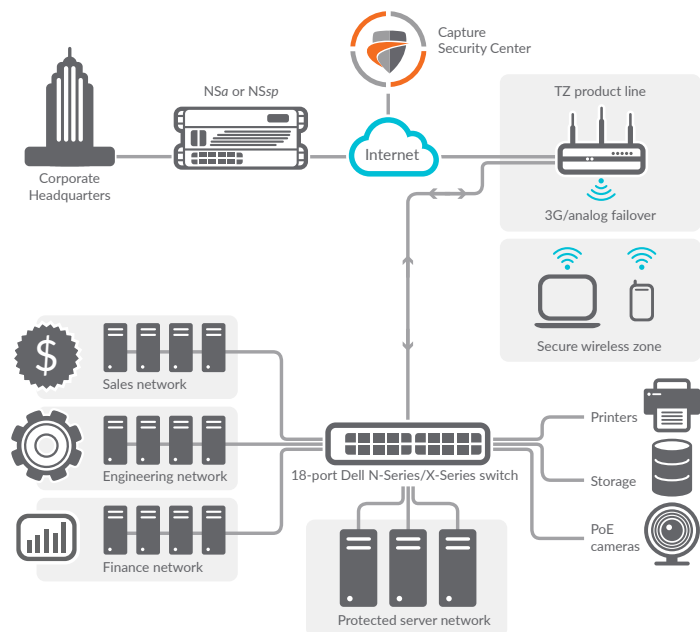 Capture
Security Center
NSa or NSsp
TZ product line
Internet
Corporate
Headquarters
3G/analog failover
Secure wireless zone
$
Sales network
Printers
Engineering network
18-port Dell N-Series/X-Series switch
Storage
PoE
cameras
Finance network
Protected server network